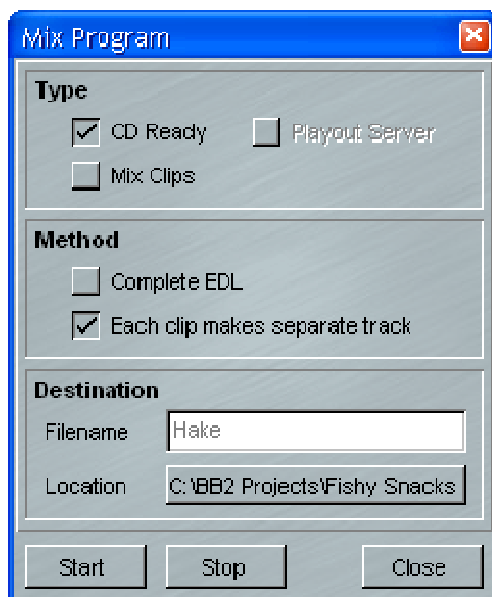 Mix Program
Type
CD Ready Playout Server
Mix Clips
Method
Complete EDL
Each clip makes separate track
Destination
Filename Hake
Location C:\BB2 Projects\Fishy Snacks
Start Stop Close